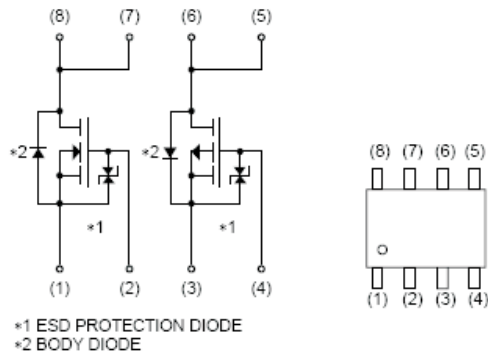 (8) (7) (6) (5)
*2 *2
*1 *1
(1) (2) (3) (4)
(8) (7) (6) (5)
(1) (2) (3) (4)
*1 ESD PROTECTION DIODE
*2 BODY DIODE